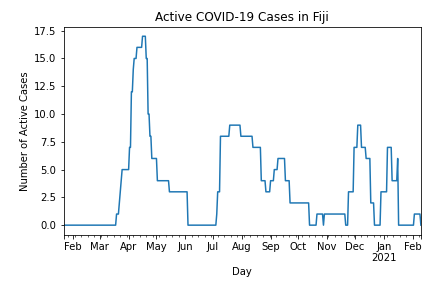 Active COVID-19 Cases in Fiji
Number of Active Cases
17.5
15.0
12.5
10.0
7.5
5.0
2.5
0.0
Feb Mar Apr May Jun Jul Aug Sep Oct Nov Dec Jan Feb
2021
Day